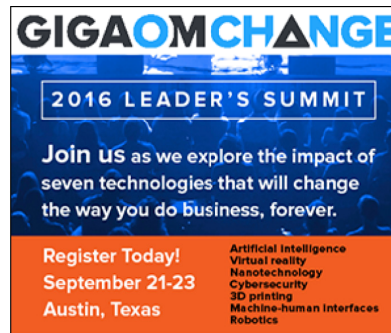 GIGAOMCHANGE
2016 LEADER'S SUMMIT
Join us as we explore the impact of
seven technologies that will change
the way you do business, forever.
Register Today!
September 21-23
Austin, Texas
Artificial Intelligence
Virtual reality
Nanotechnology
Cybersecurity
3D printing
Machine-human interfaces
Robotics